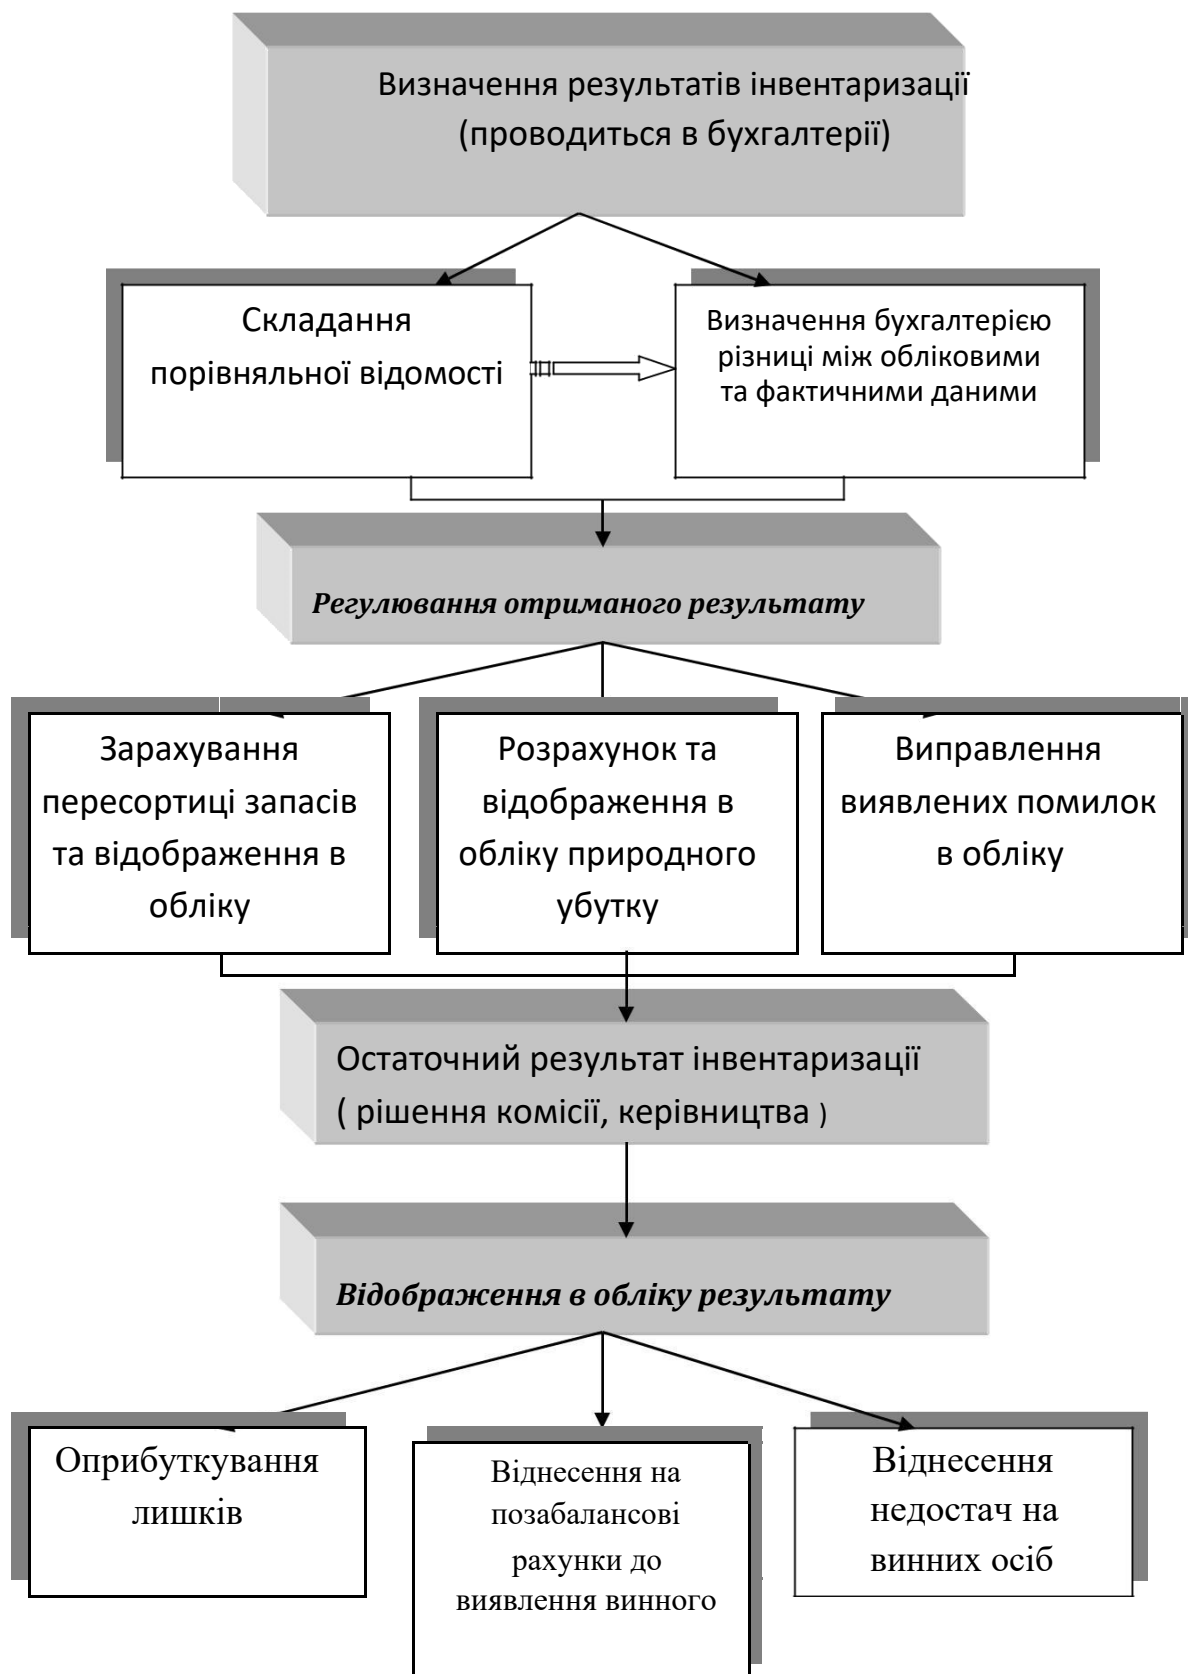 Визначення результатів інвентаризації
(проводиться в бухгалтерії)
Складання
порівняльної відомості
Визначення бухгалтерією
різниці між обліковими
та фактичними даними
Регулювання отриманого результату
Зарахування
пересортиці запасів
та відображення в
обліку
Розрахунок та
відображення в
обліку природного
убутку
Виправлення
виявлених помилок
в обліку
Остаточний результат інвентаризації
( рішення комісії, керівництва )
Відображення в обліку результату
Оприбуткування
лишків
Віднесення на
позабалансові
рахунки до
виявлення винного
Віднесення
недостач на
винних осіб